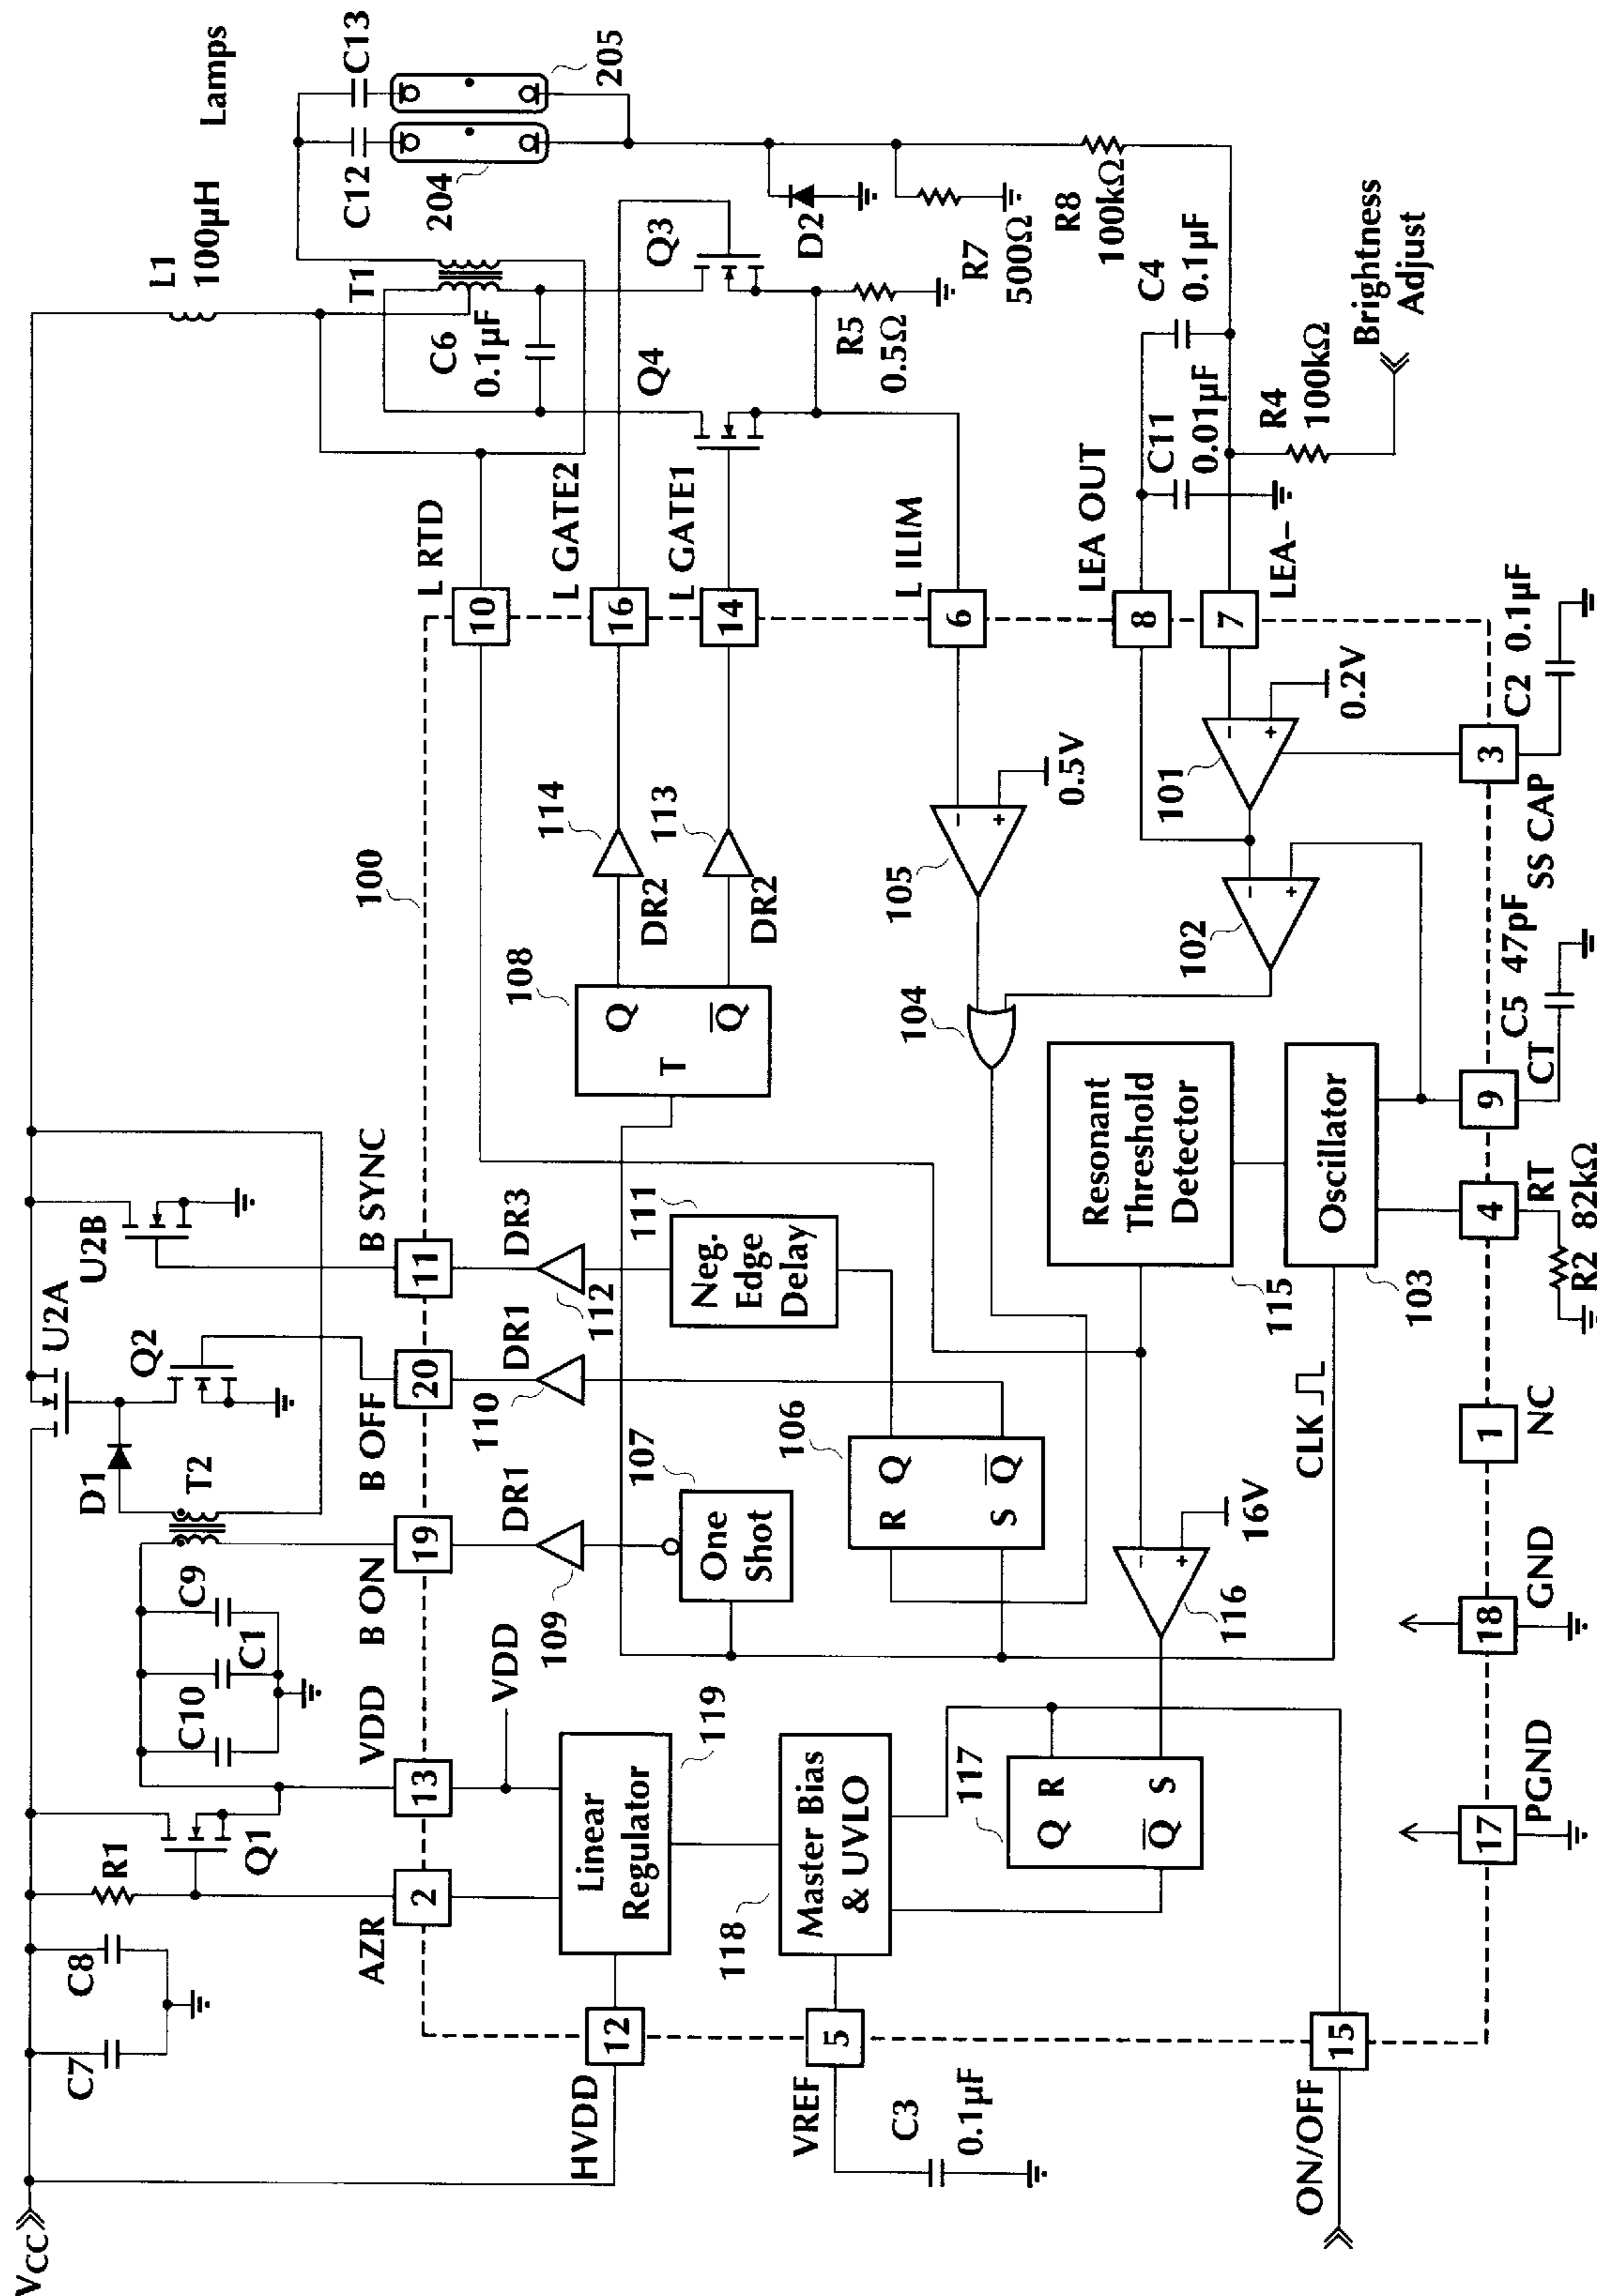 VCC
C7
C8
R1
Q1
C10
C1
C9
T2
D1
Q2
U2A
U2B
L1
100μH
Lamps
T1
C6
0.1μF
C12
C13
204
205
Q4
Q3
D2
R5
0.5Ω
R7
500Ω
R8
100kΩ
C4
0.1μF
C11
0.01μF
R4
100kΩ
Brightness
Adjust
AZR
VDD
B ON
B OFF
B SYNC
100
L RTD
L GATE2
L GATE1
L ILIM
LEA OUT
LEA−
2
13
19
20
11
10
16
14
6
8
7
12
HVDD
5
VREF
C3
0.1μF
15
ON/OFF
VDD
Linear
Regulator
119
Master Bias
& UVLO
118
117
Q R
Q S
116
16V
109
DR1
One
Shot
107
110
DR1
106
R Q
S Q
112
DR3
111
Neg.
Edge
Delay
108
Q
T
Q
114
DR2
113
DR2
105
0.5V
104
102
101
0.2V
Resonant
Threshold
Detector
115
Oscillator
103
CLK
17
PGND
18
GND
1
NC
4
RT
R2 82kΩ
9
CT
C5 47pF
3
SS CAP
C2 0.1μF